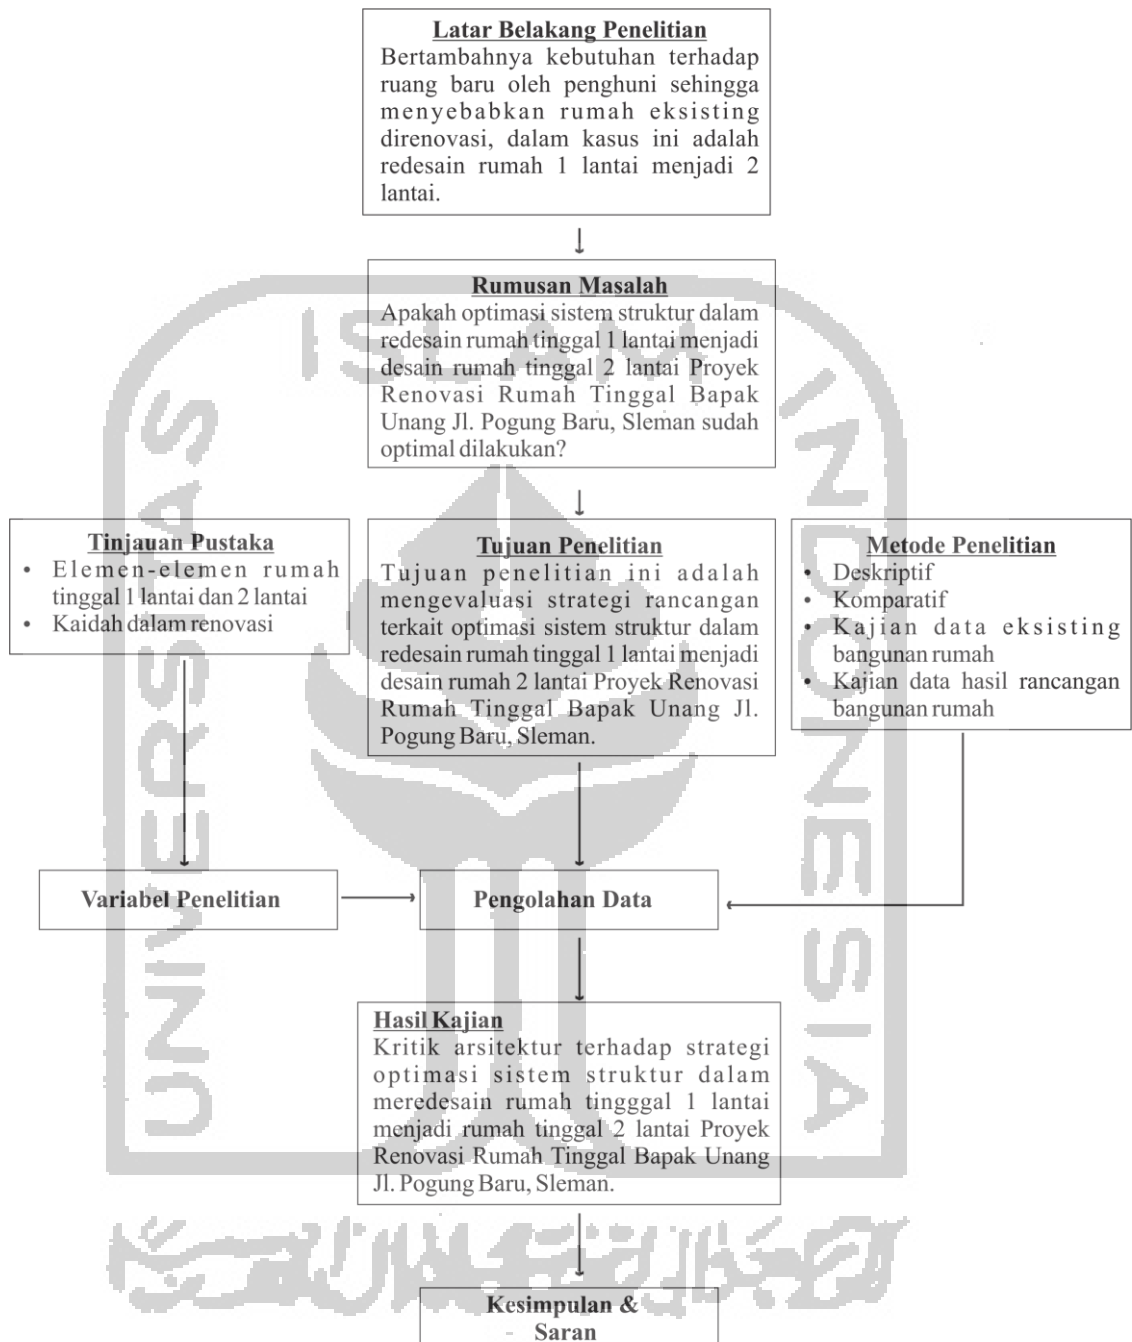 Latar Belakang Penelitian
Bertambahnya kebutuhan terhadap
ruang baru oleh penghuni sehingga
menyebabkan rumah eksisting
direnovasi, dalam kasus ini adalah
redesain rumah 1 lantai menjadi 2
lantai.
Rumusan Masalah
Apakah optimasi sistem struktur dalam
redesain rumah tinggal 1 lantai menjadi
desain rumah tinggal 2 lantai Proyek
Renovasi Rumah Tinggal Bapak
Unang Jl. Pogung Baru, Sleman sudah
optimal dilakukan?
Tinjauan Pustaka
• Elemen-elemen rumah
tinggal 1 lantai dan 2 lantai
• Kaidah dalam renovasi
Tujuan Penelitian
Tujuan penelitian ini adalah
mengevaluasi strategi rancangan
terkait optimasi sistem struktur dalam
redesain rumah tinggal 1 lantai menjadi
desain rumah 2 lantai Proyek Renovasi
Rumah Tinggal Bapak Unang Jl.
Pogung Baru, Sleman.
Metode Penelitian
• Deskriptif
• Komparatif
• Kajian data eksisting
bangunan rumah
• Kajian data hasil rancangan
bangunan rumah
Variabel Penelitian
Pengolahan Data
Hasil Kajian
Kritik arsitektur terhadap strategi
optimasi sistem struktur dalam
meredesain rumah tingggal 1 lantai
menjadi rumah tinggal 2 lantai Proyek
Renovasi Rumah Tinggal Bapak Unang
Jl. Pogung Baru, Sleman.
Kesimpulan &
Saran
UNIVERSITAS
ISLAM
INDONESIA